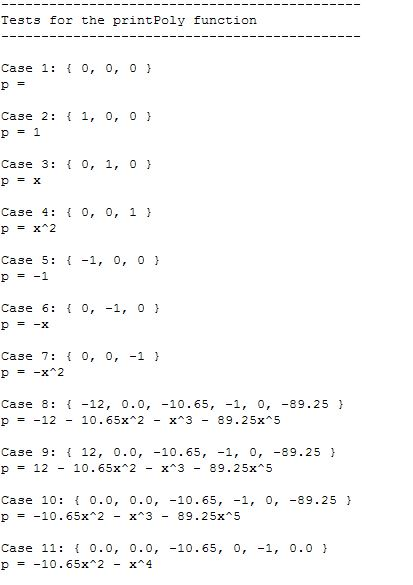 ---------------------------------------------
Tests for the printPoly function
---------------------------------------------
Case 1: { 0, 0, 0 }
p =
Case 2: { 1, 0, 0 }
p = 1
Case 3: { 0, 1, 0 }
p = x
Case 4: { 0, 0, 1 }
p = x^2
Case 5: { -1, 0, 0 }
p = -1
Case 6: { 0, -1, 0 }
p = -x
Case 7: { 0, 0, -1 }
p = -x^2
Case 8: { -12, 0.0, -10.65, -1, 0, -89.25 }
p = -12 - 10.65x^2 - x^3 - 89.25x^5
Case 9: { 12, 0.0, -10.65, -1, 0, -89.25 }
p = 12 - 10.65x^2 - x^3 - 89.25x^5
Case 10: { 0.0, 0.0, -10.65, -1, 0, -89.25 }
p = -10.65x^2 - x^3 - 89.25x^5
Case 11: { 0.0, 0.0, -10.65, 0, -1, 0.0 }
p = -10.65x^2 - x^4